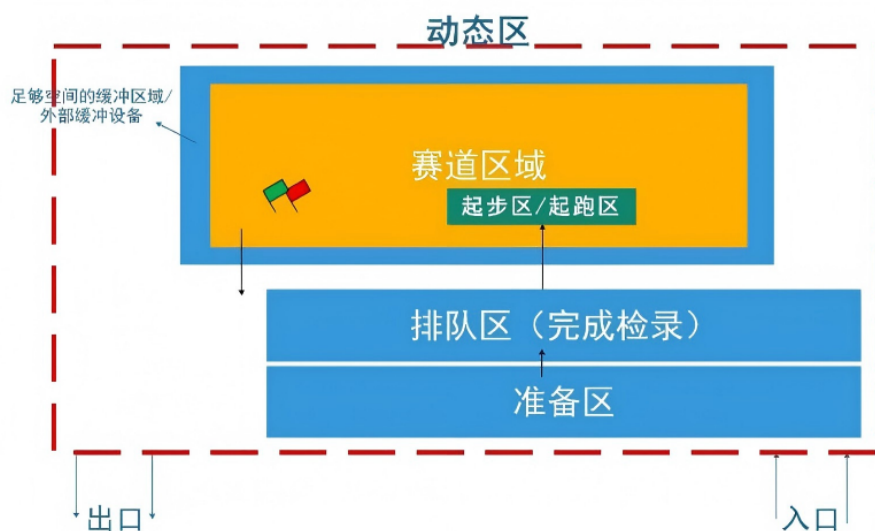 动态区
足够空间的缓冲区域/
外部缓冲设备
赛道区域
起步区/起跑区
排队区（完成检录）
准备区
出口
入口